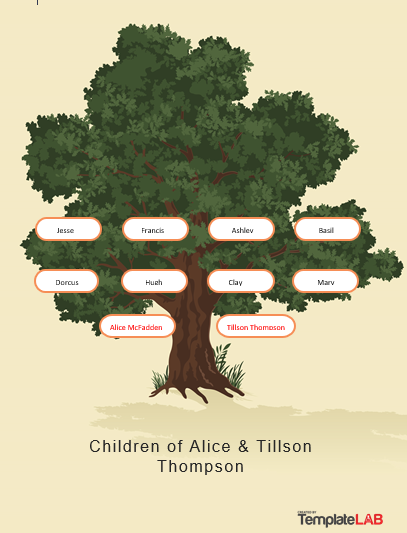 Jesse
Francis
Ashley
Basil
Dorcus
Hugh
Clay
Mary
Alice McFadden
Tillson Thompson
Children of Alice & Tillson
Thompson
CREATED BY
TemplateLAB